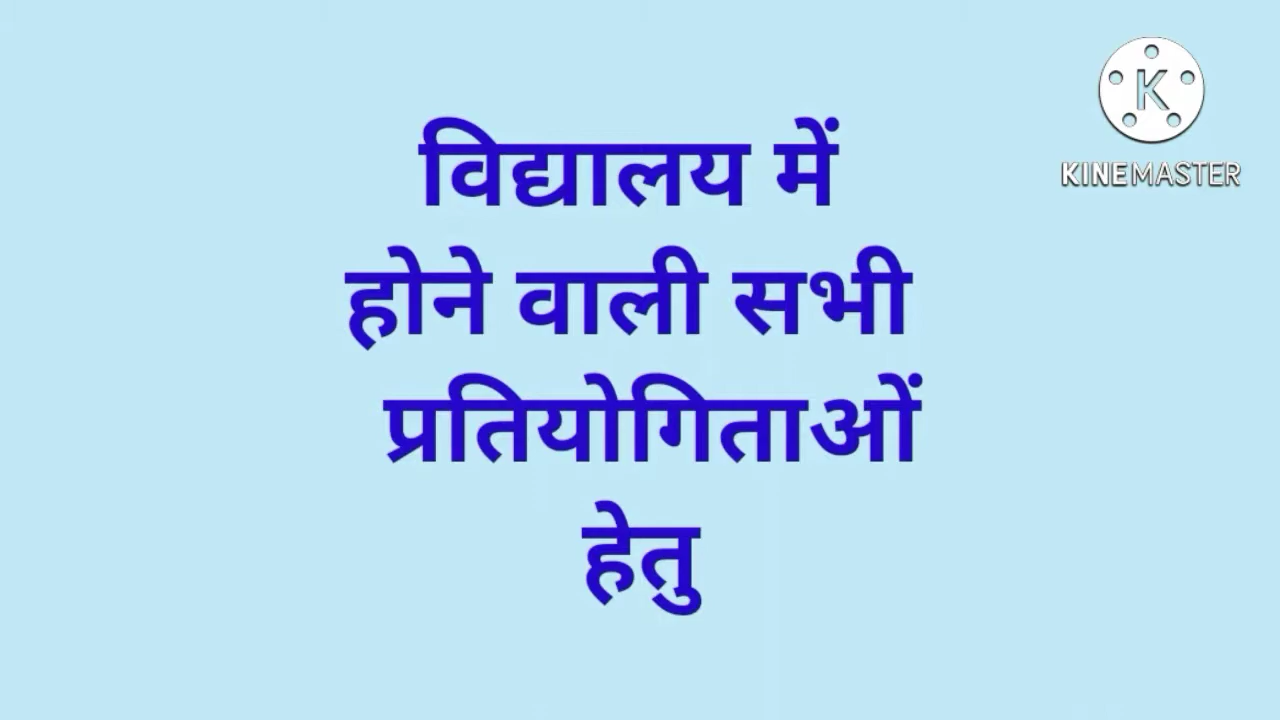 विद्यालय में
होने वाली सभी
प्रतियोगिताओं
हेतु
K
KINEMASTER